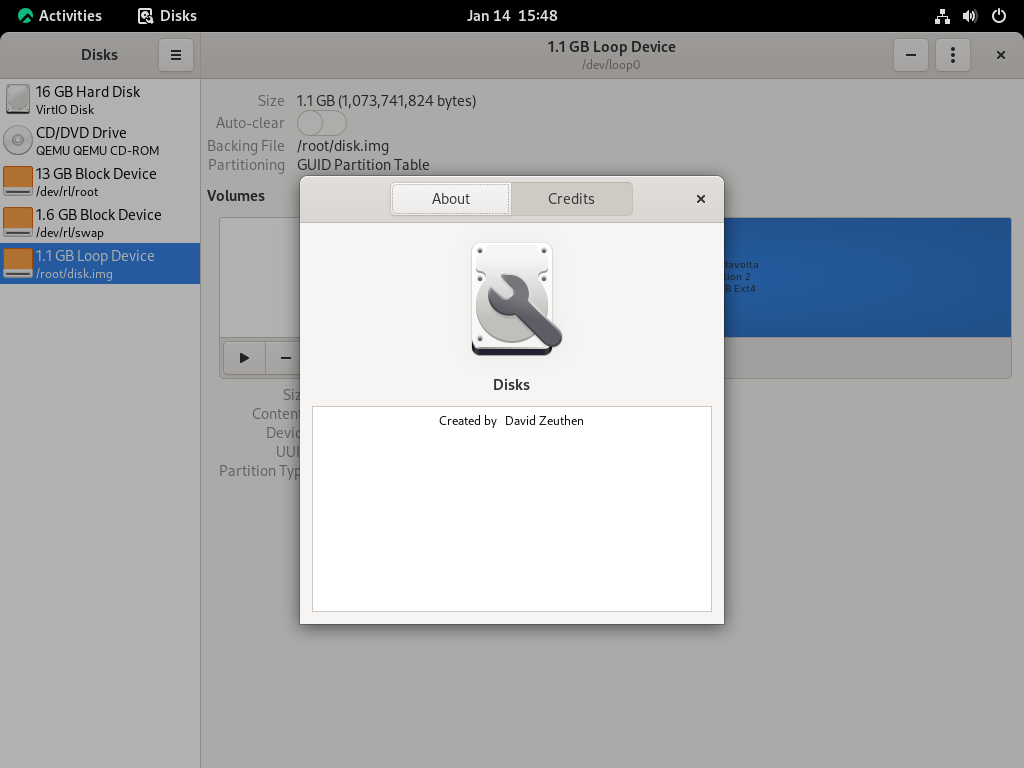 Activities
Disks
Jan 14 15:48
Disks
1.1 GB Loop Device
/dev/loop0
16 GB Hard Disk
VirtIO Disk
CD/DVD Drive
QEMU QEMU CD-ROM
13 GB Block Device
/dev/rl/root
1.6 GB Block Device
/dev/rl/swap
1.1 GB Loop Device
/root/disk.img
Size 1.1 GB (1,073,741,824 bytes)
Auto-clear
Backing File /root/disk.img
Partitioning GUID Partition Table
Volumes
About
Credits
Disks
Created by David Zeuthen
davolta
tion 2
B Ext4
Siz
Content
Devic
UUI
Partition Typ